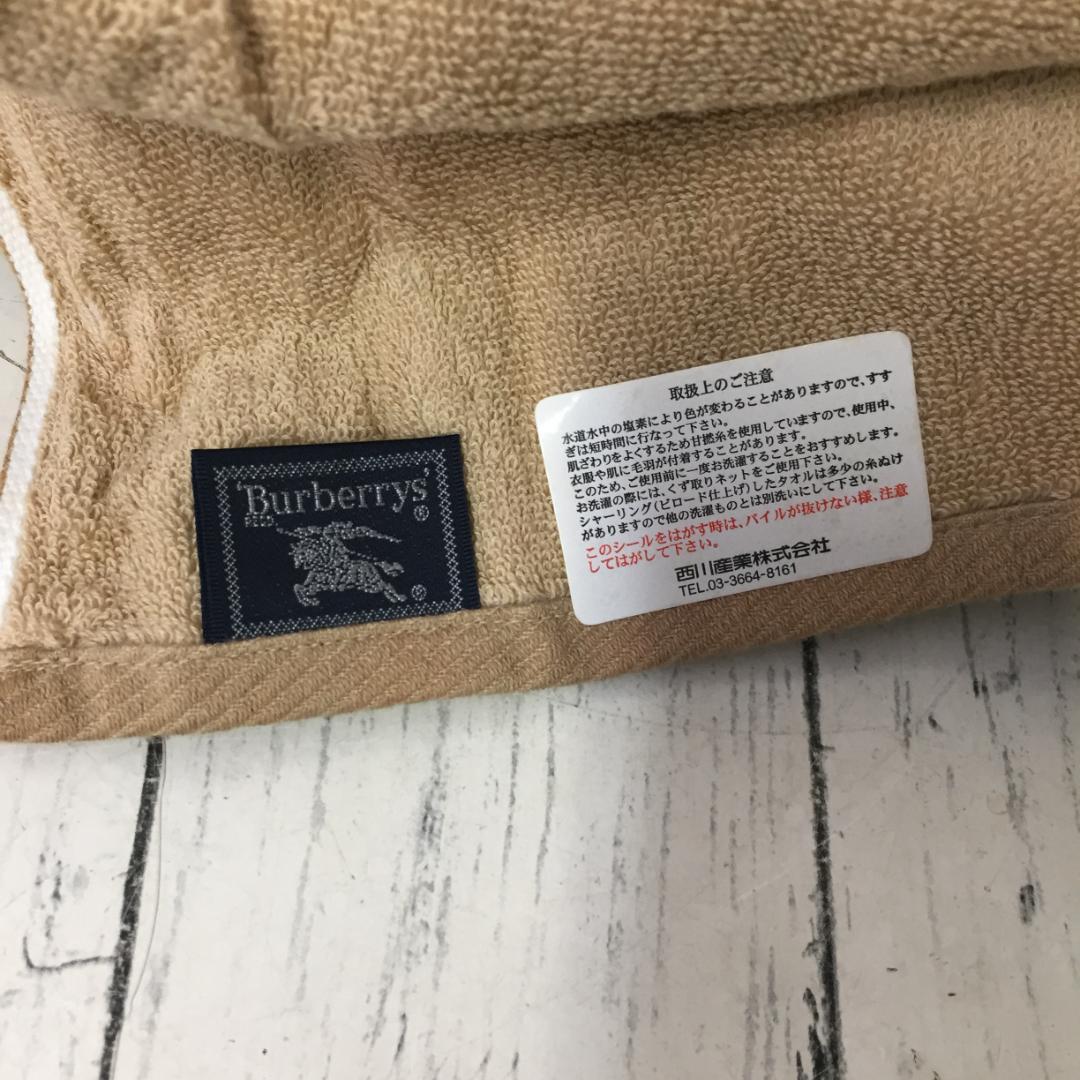 'Burberrys'
REED.
®
®
取扱上のご注意
水道水中の塩素により色が変わることがありますので、すす
ぎは短時間に行なって下さい。
肌ざわりをよくするため甘撚糸を使用していますので、使用中、
衣服や肌に毛羽が付着することがあります。
このため、ご使用前に一度お洗濯することをおすすめします。
お洗濯の際には、くず取りネットをご使用下さい。
シャーリング(ビロード仕上げ)したタオルは多少の糸ぬけ
がありますので他の洗濯ものとは別洗いにして下さい。
このシールをはがす時は、パイルが抜けない様、注意
してはがして下さい。
西川産業株式会社
TEL.03-3664-8161